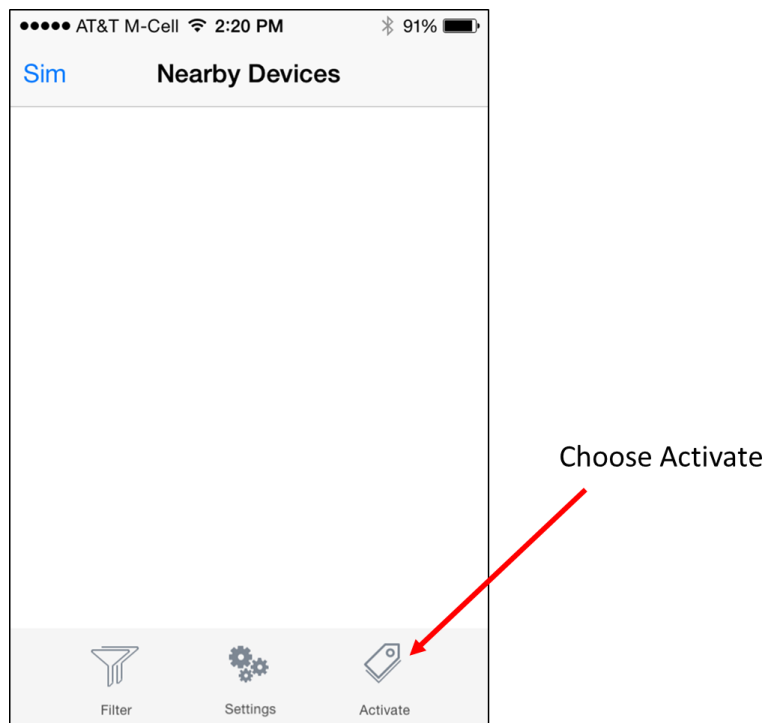 AT&T M-Cell 2:20 PM 91%
Sim Nearby Devices
Choose Activate
Filter Settings Activate